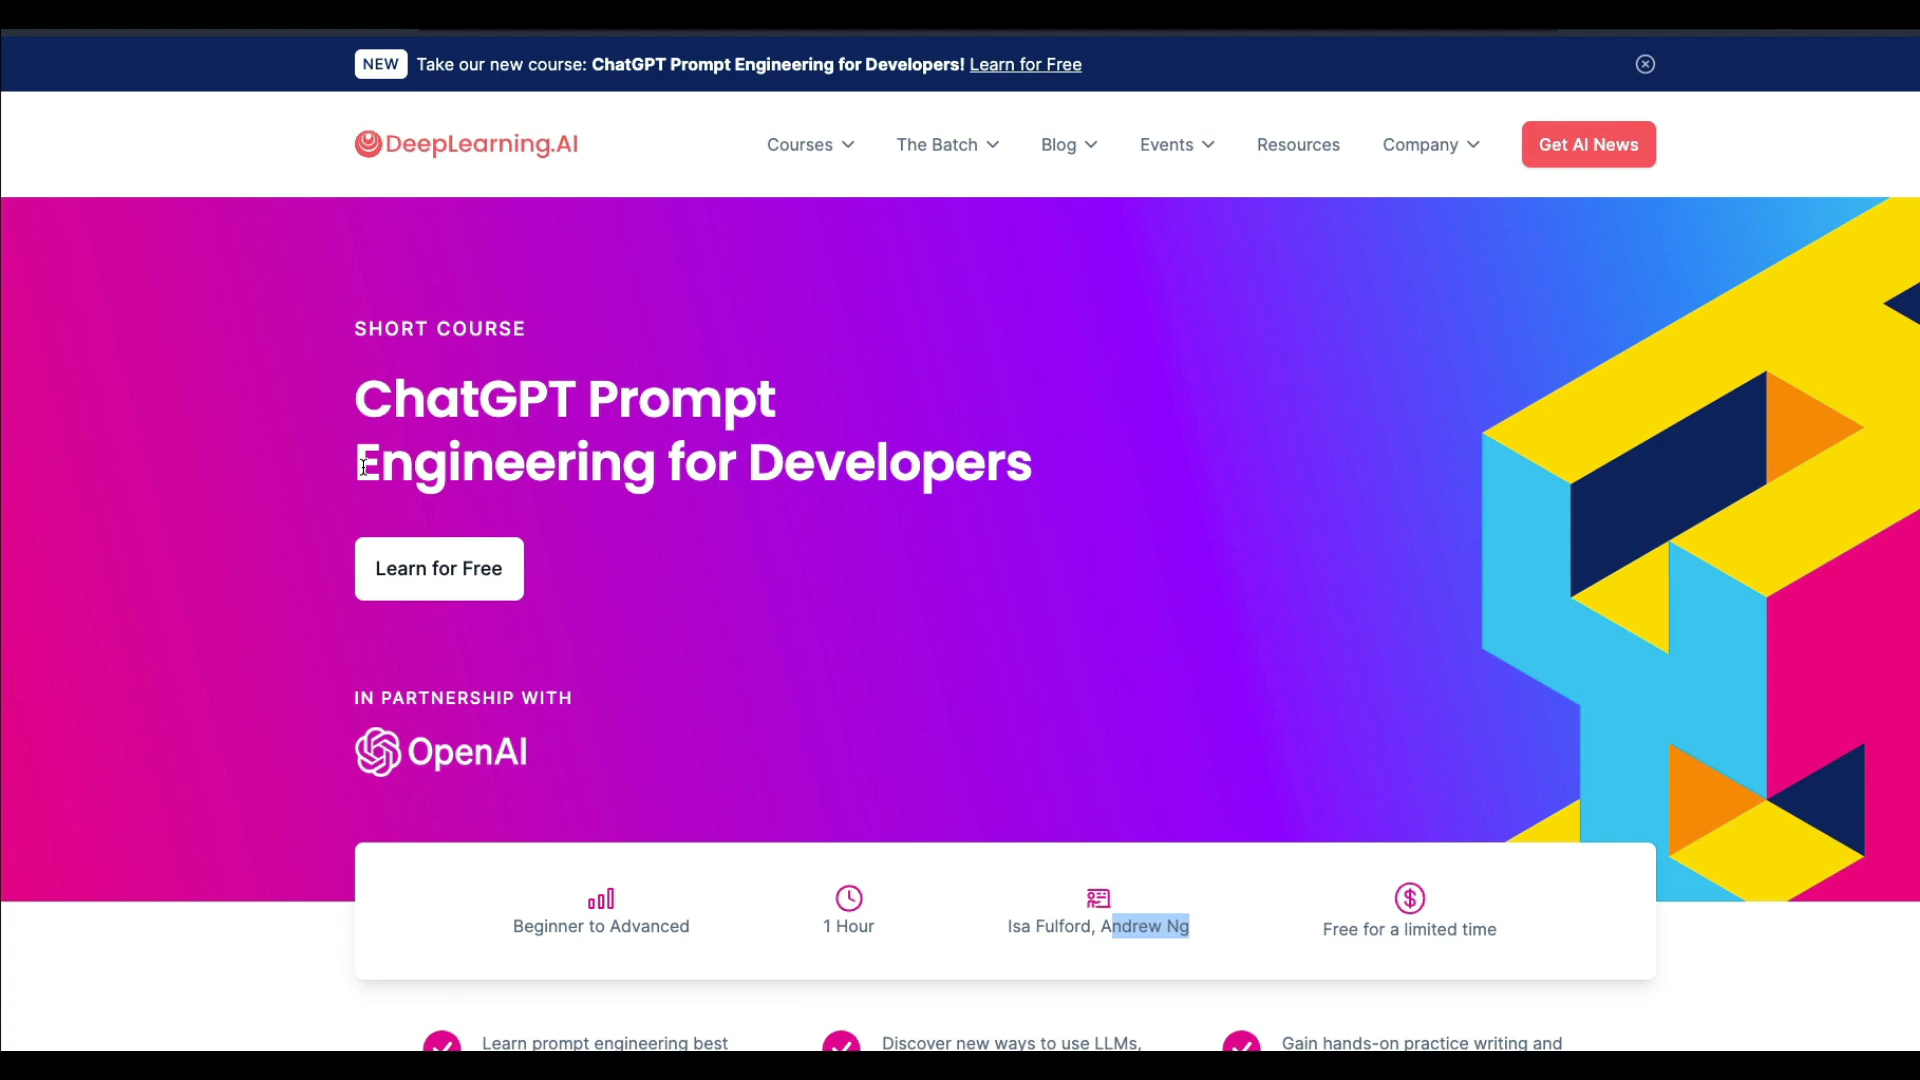 NEW Take our new course: ChatGPT Prompt Engineering for Developers! Learn for Free
DeepLearning.AI
Courses The Batch Blog Events Resources Company Get AI News
SHORT COURSE
ChatGPT Prompt
Engineering for Developers
Learn for Free
IN PARTNERSHIP WITH
OpenAI
Beginner to Advanced
1 Hour
Isa Fulford, Andrew Ng
Free for a limited time
Learn prompt engineering best
Discover new ways to use LLMs,
Gain hands-on practice writing and